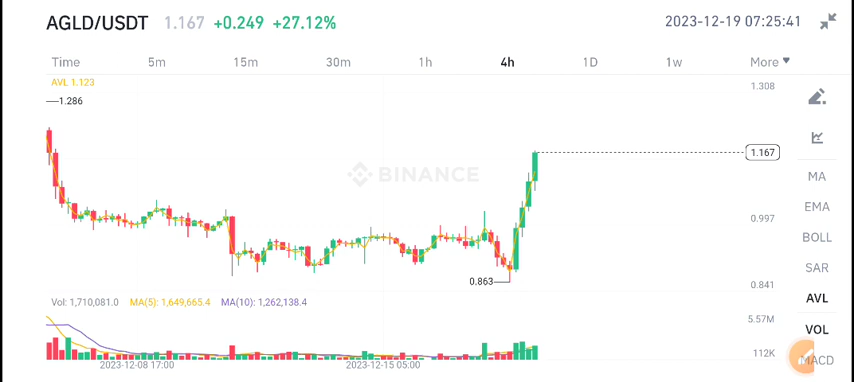 AGLD/USDT 1.167 +0.249 +27.12% 2023-12-19 07:25:41
Time 5m 15m 30m 1h 4h 1D 1w More
AVL 1.123
1.308
1.286
1.167
BINANCE
MA
EMA
0.997
BOLL
SAR
0.863
0.841
AVL
Vol: 1,710,081.0 MA(5): 1,649,665.4 MA(10): 1,262,138.4
5.57M
VOL
112K
MACD
2023-12-08 17:00 2023-12-15 05:00